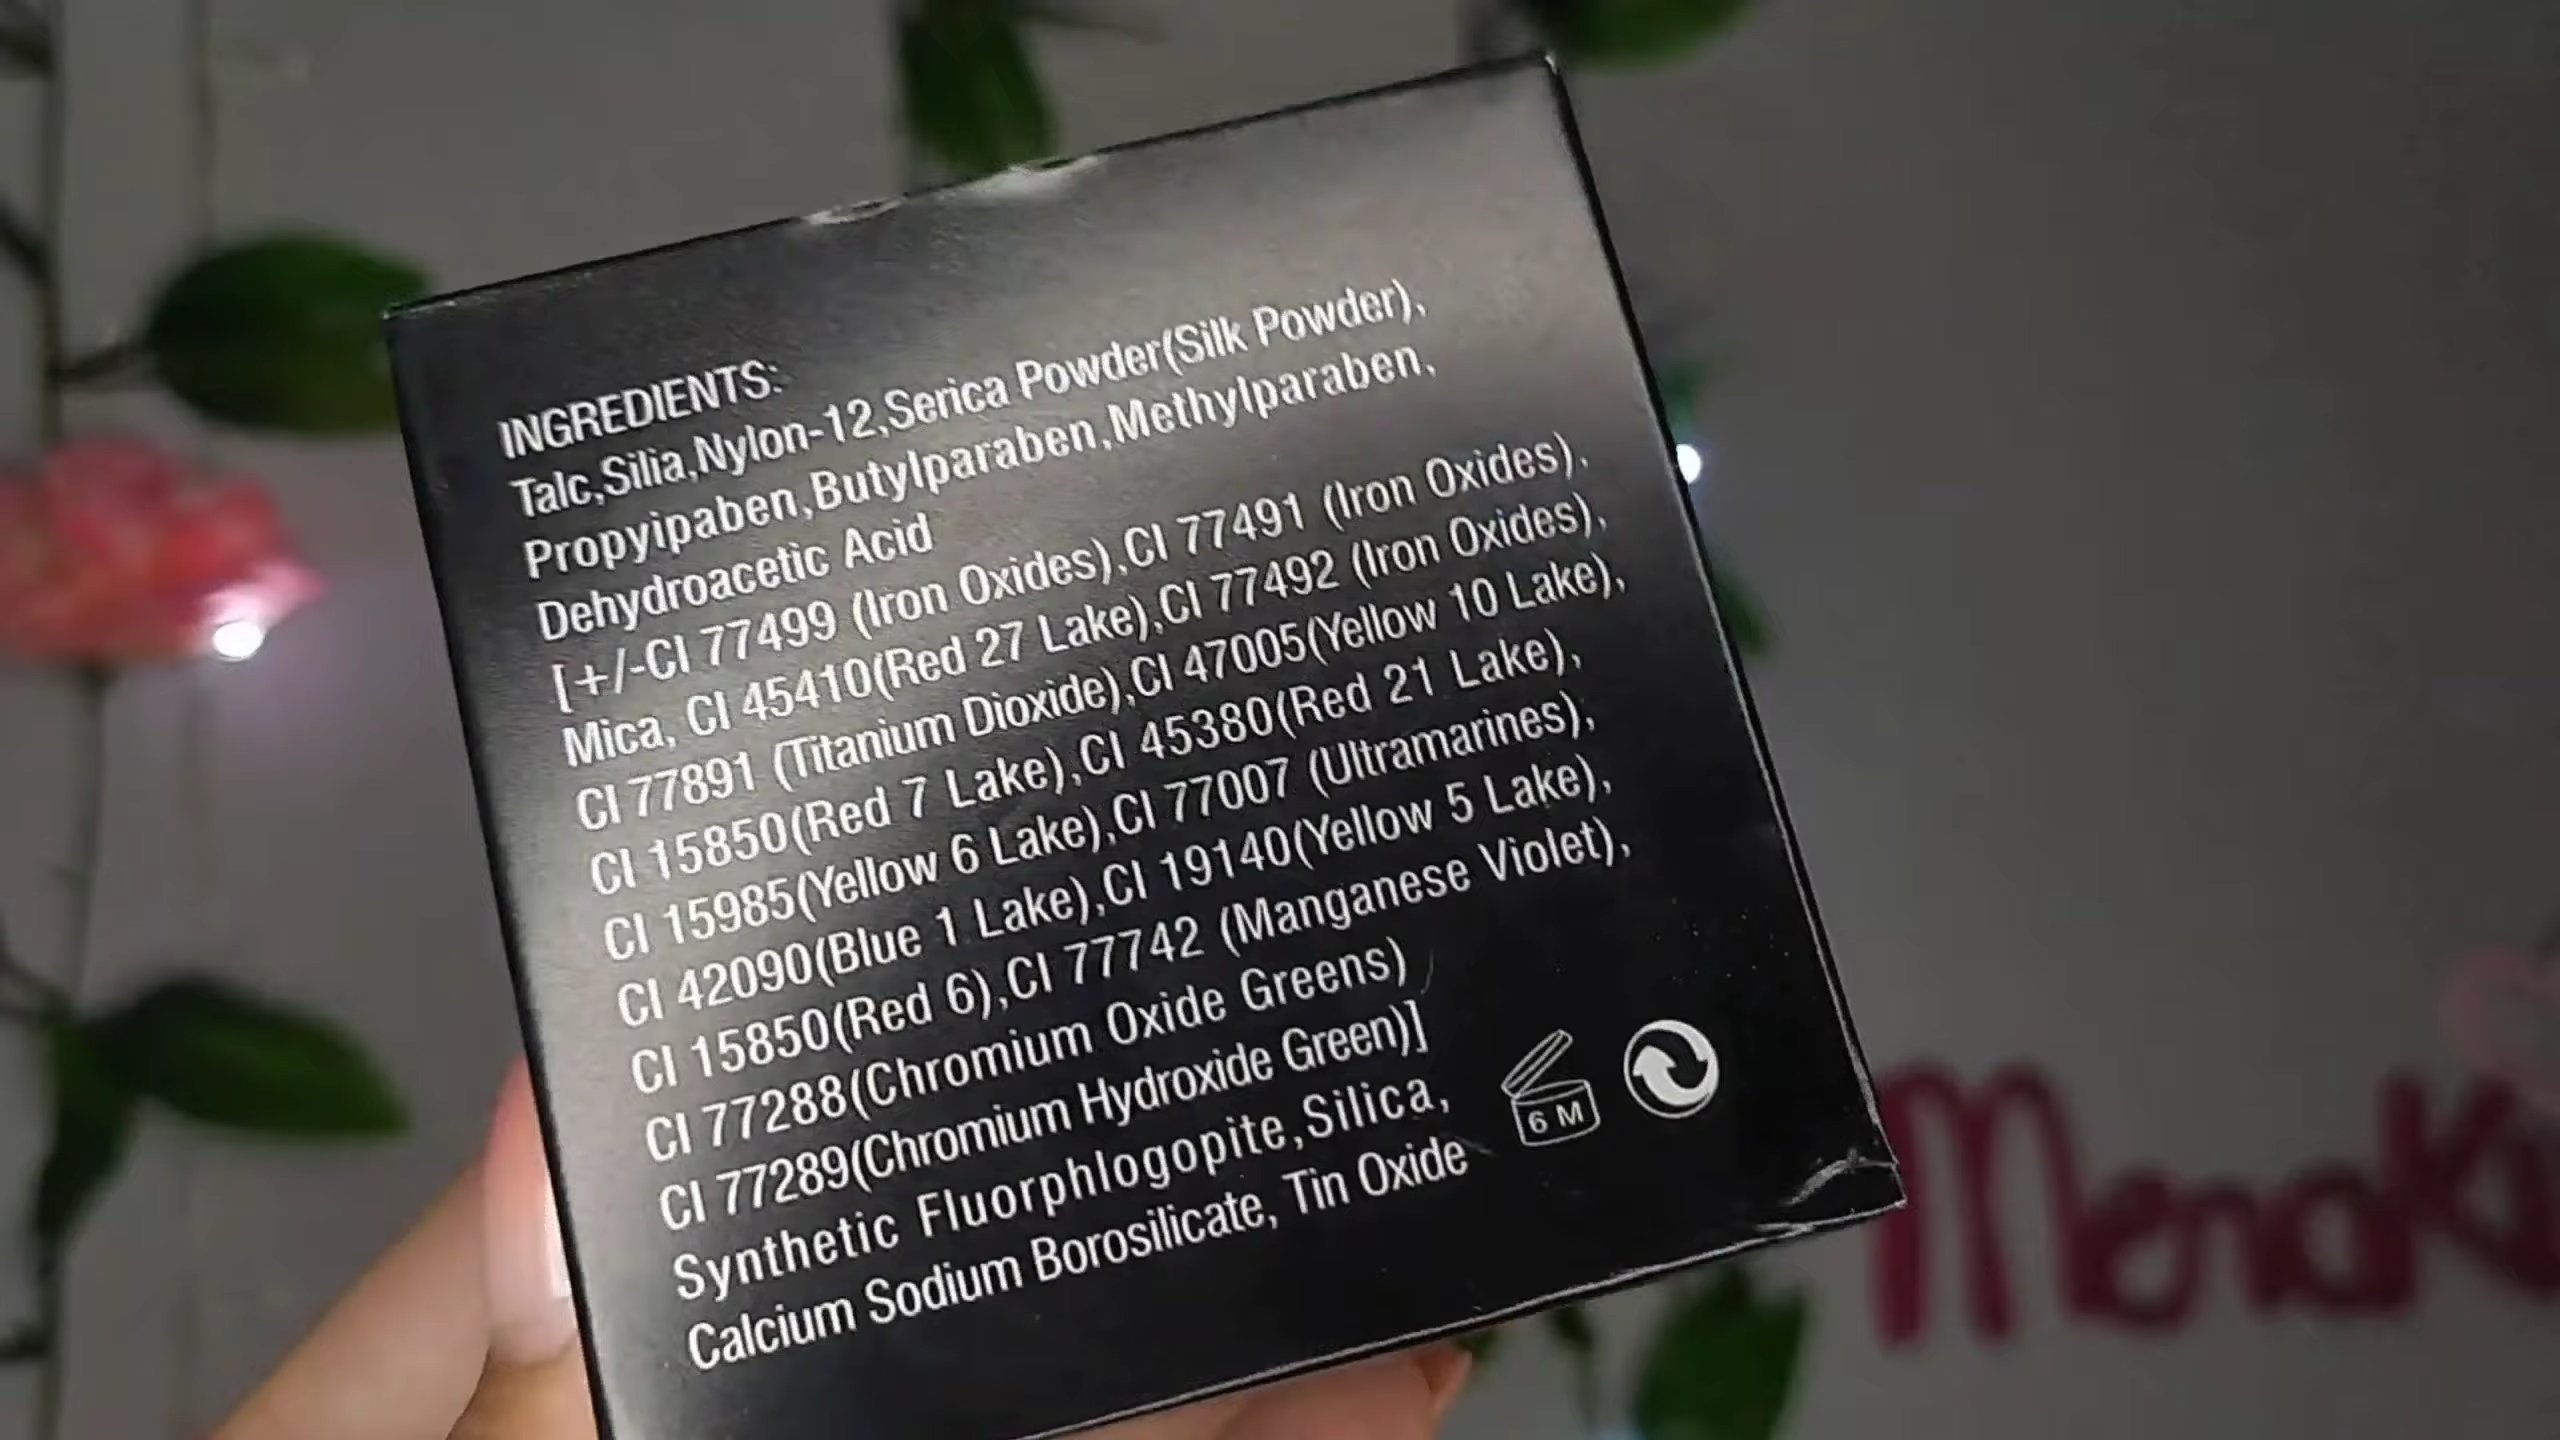 INGREDIENTS:
Talc,Silia,Nylon-12,Serica Powder(Silk Powder),
Propyipaben,Butylparaben,Methylparaben,
Dehydroacetic Acid
[+/-CI 77499 (Iron Oxides),CI 77491 (Iron Oxides),
Mica, CI 45410(Red 27 Lake),CI 77492 (Iron Oxides),
CI 77891 (Titanium Dioxide),CI 47005(Yellow 10 Lake),
CI 15850(Red 7 Lake),CI 45380(Red 21 Lake),
CI 15985(Yellow 6 Lake),CI 77007 (Ultramarines),
CI 42090(Blue 1 Lake),CI 19140(Yellow 5 Lake),
CI 15850(Red 6),CI 77742 (Manganese Violet),
CI 77288(Chromium Oxide Greens)
CI 77289(Chromium Hydroxide Green)]
Synthetic Fluorphlogopite,Silica,
Calcium Sodium Borosilicate, Tin Oxide
6 M